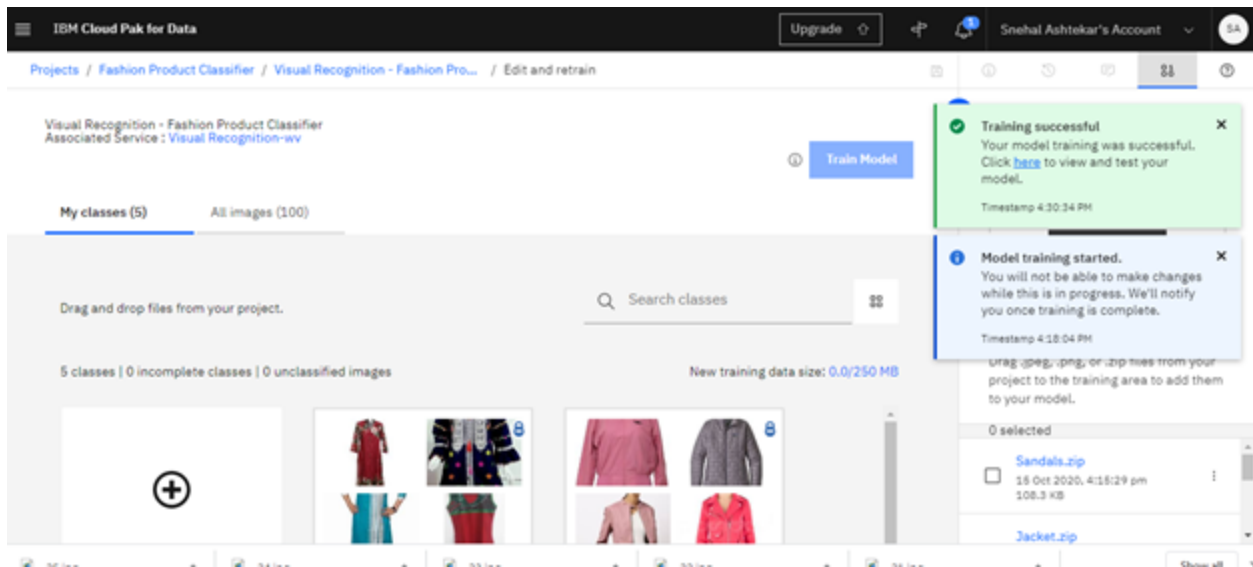 IBM Cloud Pak for Data
Upgrade
Snehal Ashtekar's Account
SA
Projects / Fashion Product Classifier / Visual Recognition - Fashion Pro... / Edit and retrain
Visual Recognition - Fashion Product Classifier
Associated Service : Visual Recognition-wv
Train Model
My classes (5)
All images (100)
Training successful
Your model training was successful.
Click here to view and test your
model.
Timestamp 4:30:34 PM
Model training started.
You will not be able to make changes
while this is in progress. We'll notify
you once training is complete.
Timestamp 4:18:04 PM
Drag and drop files from your project.
Search classes
5 classes | 0 incomplete classes | 0 unclassified images
New training data size: 0.0/250 MB
Drag .jpeg, .png, or .zip files from your
project to the training area to add them
to your model.
0 selected
Sandals.zip
15 Oct 2020, 4:15:29 pm
108.3 KB
Jacket.zip
Show all